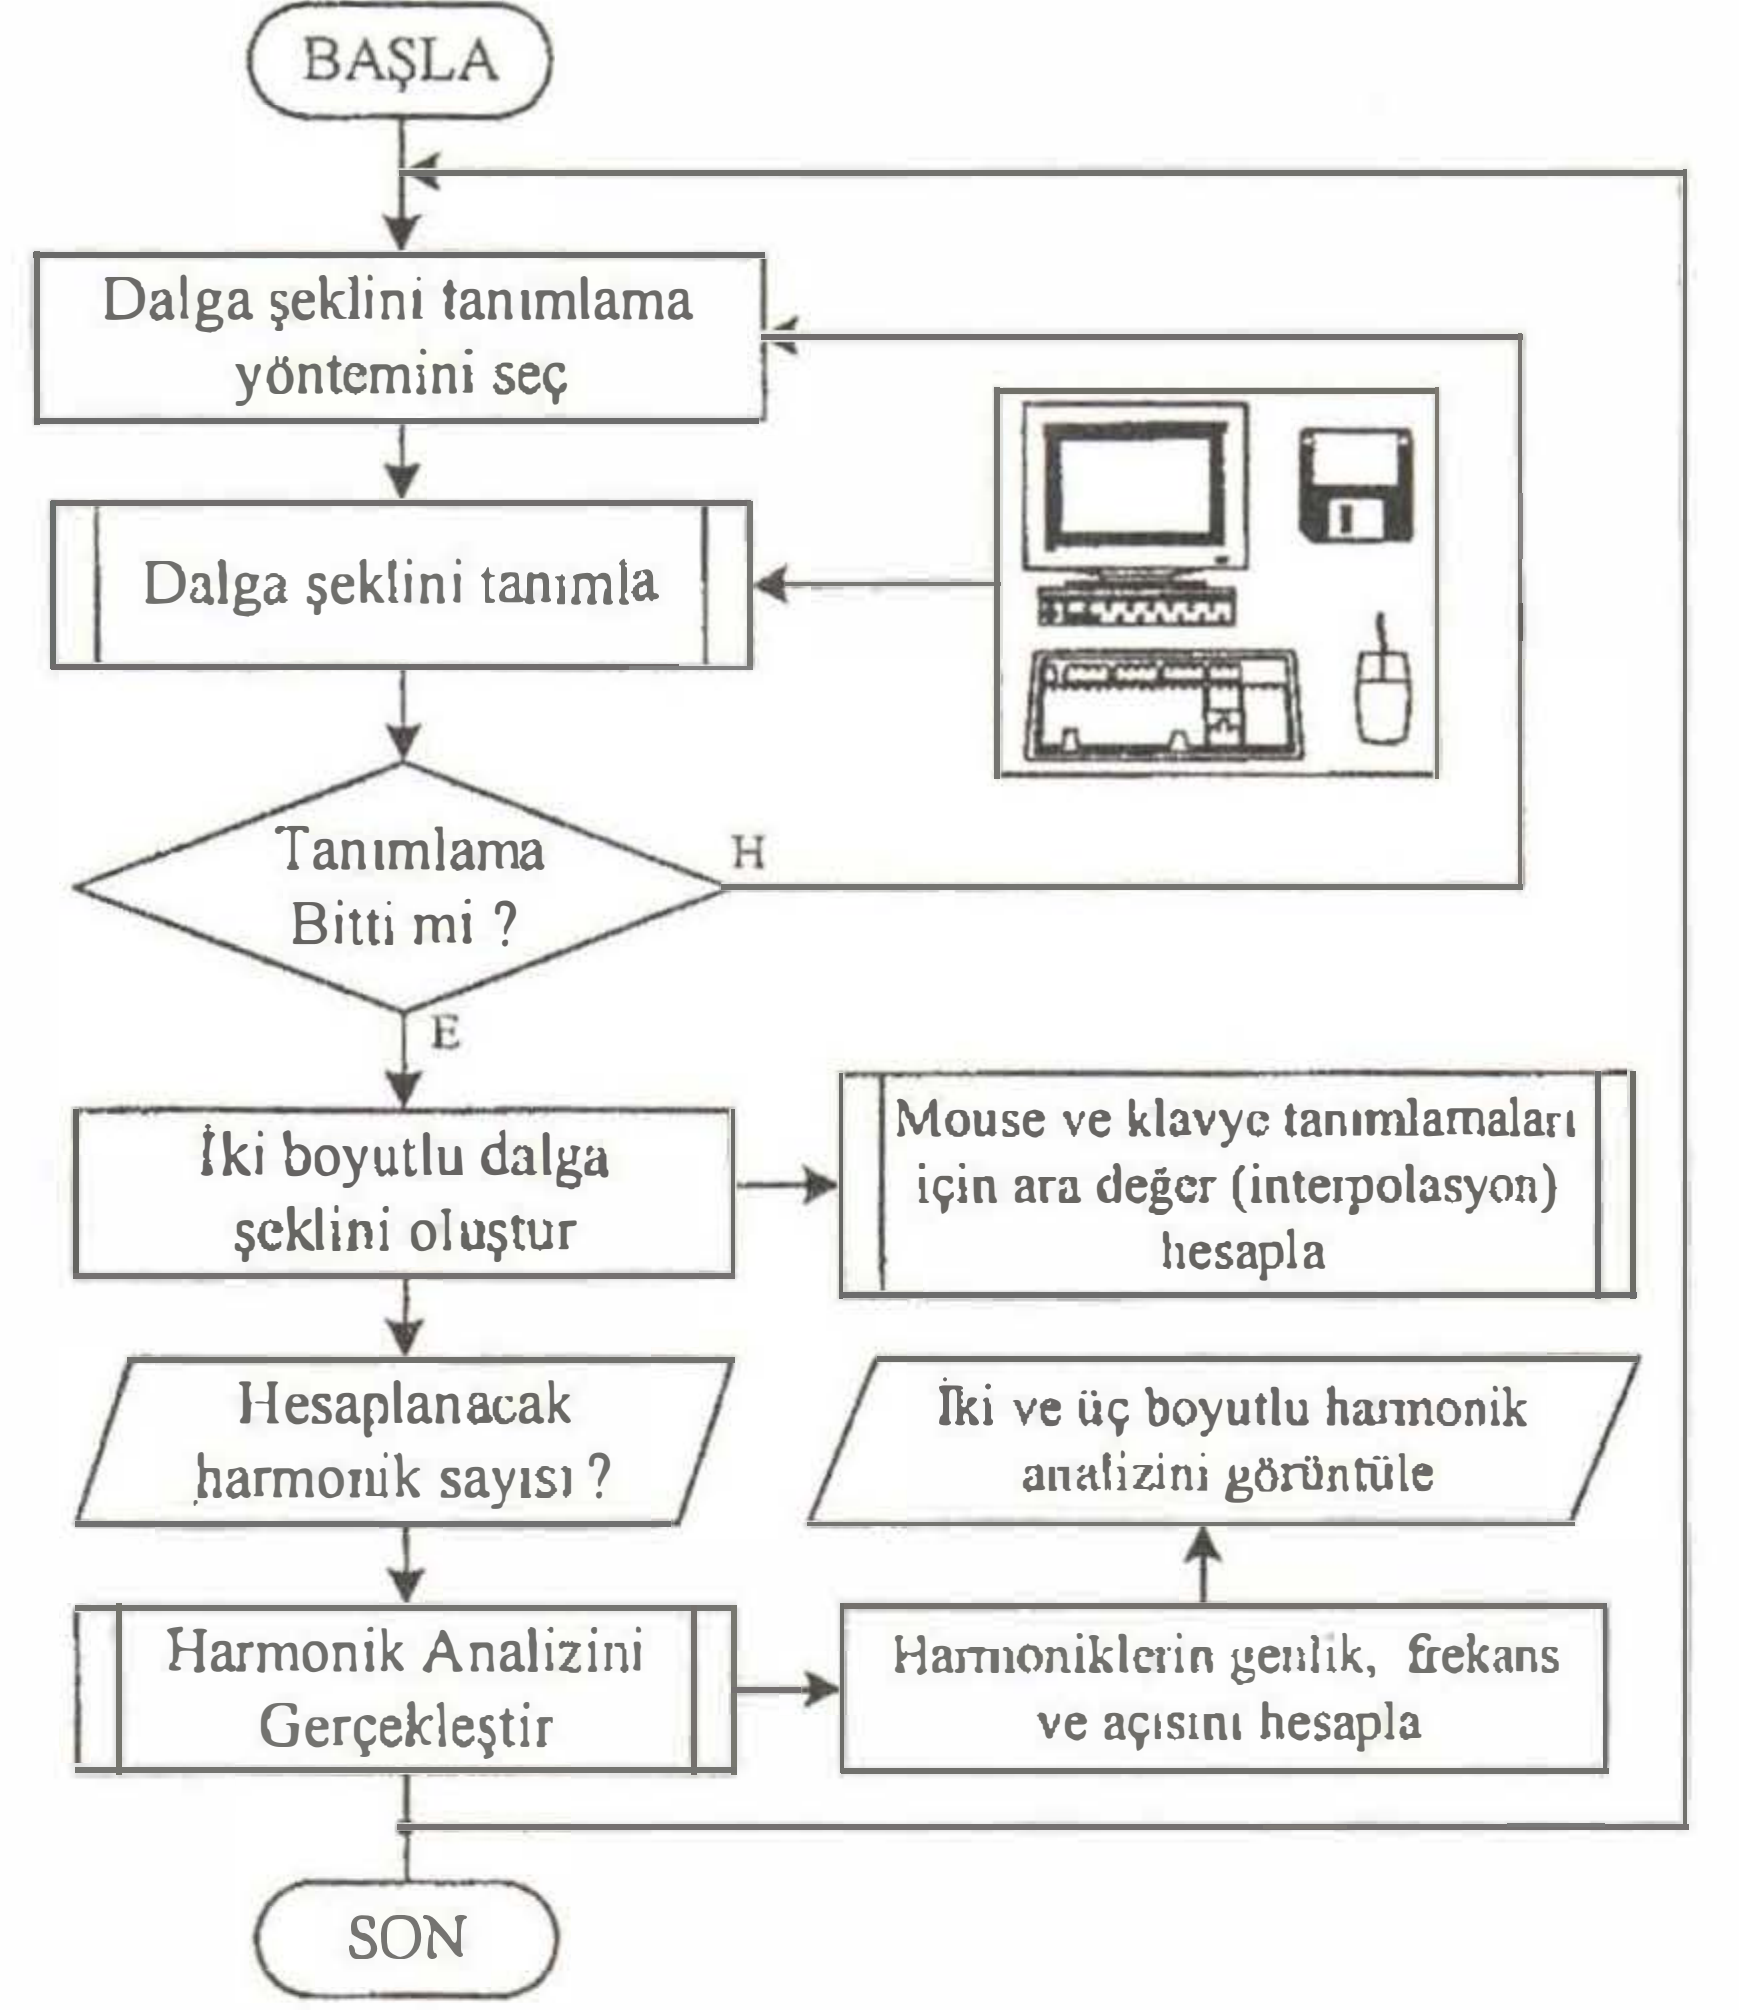 BAŞLA
Dalga şeklini tanımlama
yöntemini seç
Dalga şeklini tanımla
Tanımlama
Bitti mi ?
H
E
İki boyutlu dalga
şeklini oluştur
Mouse ve klavye tanımlamaları
için ara değer (interpolasyon)
hesapla
Hesaplanacak
harmonik sayısı ?
İki ve üç boyutlu harmonik
analizini görüntüle
Harmonik Analizini
Gerçekleştir
Harmoniklerin genlik, frekans
ve açısını hesapla
SON